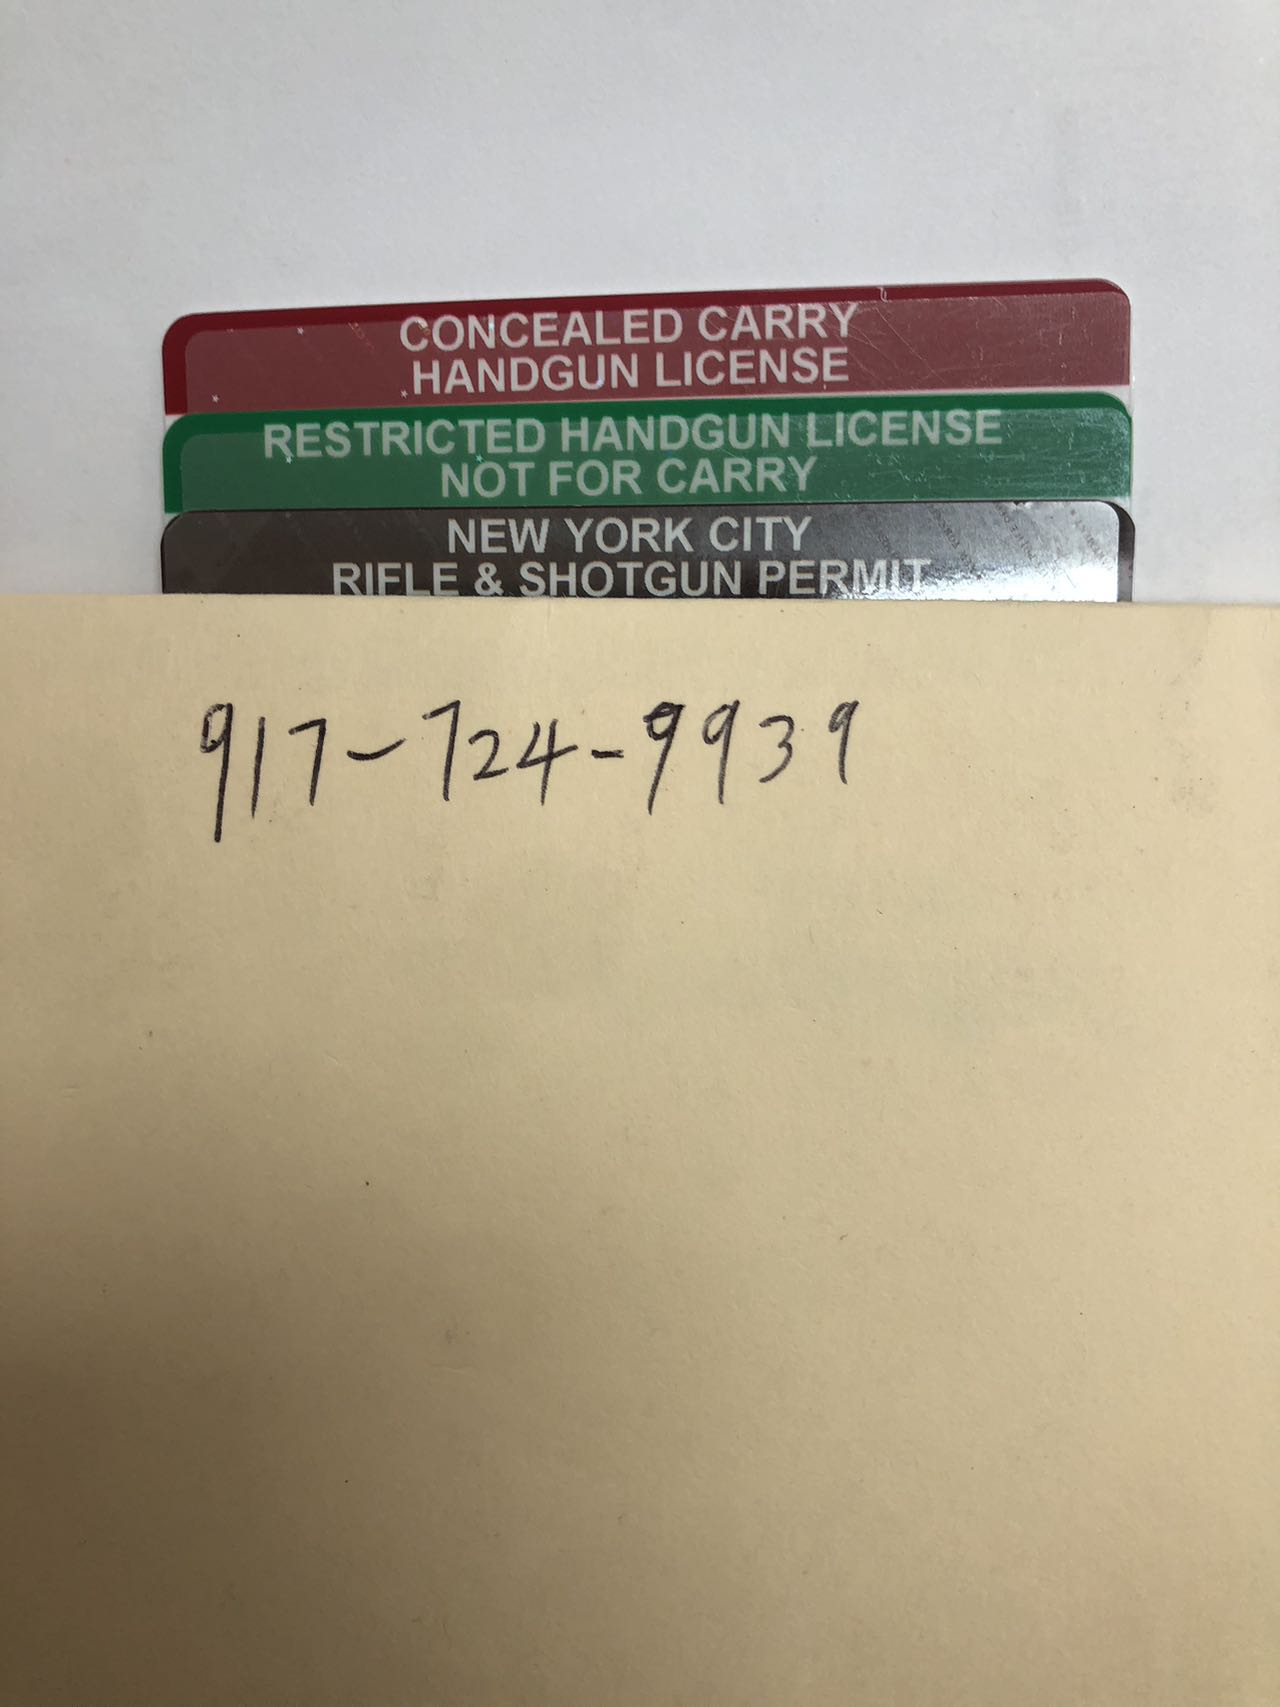 CONCEALED CARRY
HANDGUN LICENSE
RESTRICTED HANDGUN LICENSE
NOT FOR CARRY
NEW YORK CITY
RIFLE & SHOTGUN PERMIT
917-724-9939